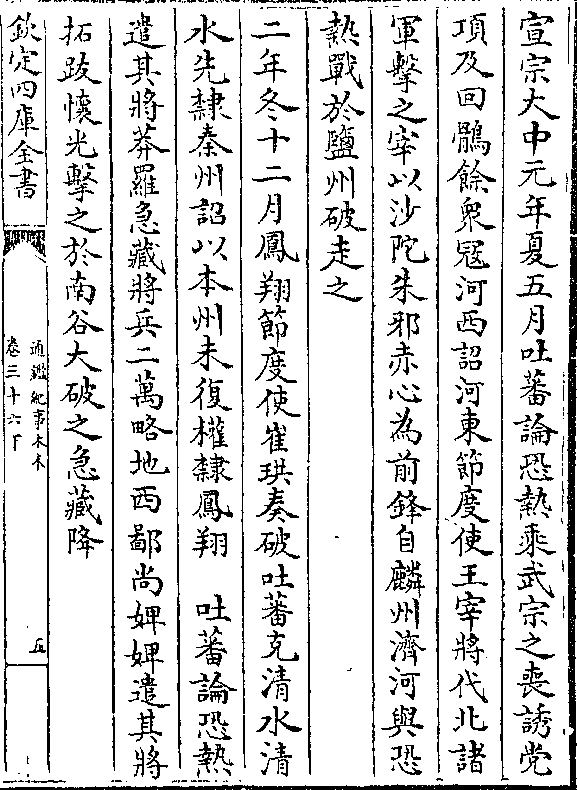 宣宗大中元年夏五月吐蕃論恐熱乘武宗之喪誘党
項及回鶻餘衆冦河西詔河東節度使王宰將代北諸
軍擊之宰以沙陀朱邪赤心為前鋒自麟州濟河與恐
熱戰於鹽州破走之
二年冬十二月鳳翔節度使崔珙奏破吐蕃克清水清
水先隸秦州詔以本州未復權隸鳳翔　吐蕃論恐熱
遣其將莽羅急藏將兵二萬略地西鄙尚婢婢遣其將
拓跋懷光擊之於南谷大破之急藏降
欽定四庫全書
通鑑紀事本末
卷三十六下
五